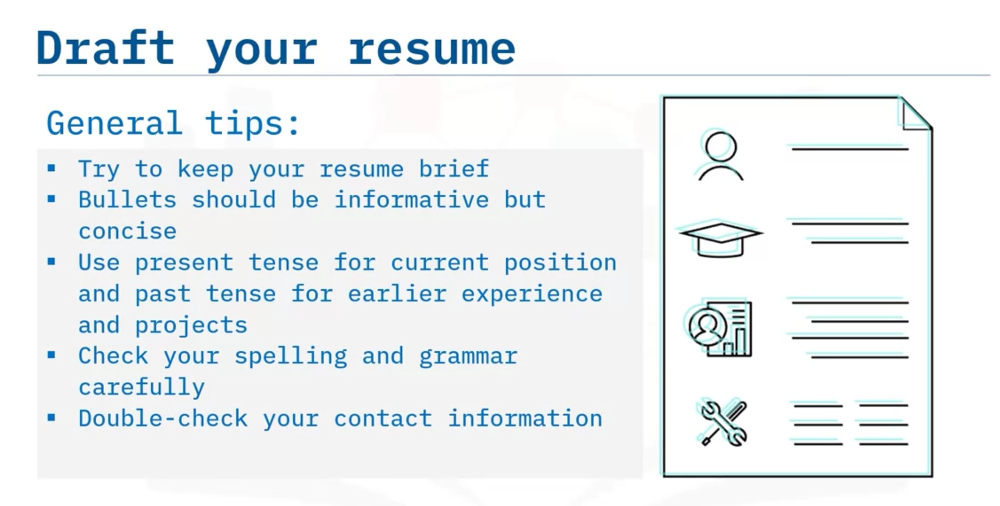 Draft your resume
General tips:
▪ Try to keep your resume brief
▪ Bullets should be informative but
concise
▪ Use present tense for current position
and past tense for earlier experience
and projects
▪ Check your spelling and grammar
carefully
▪ Double-check your contact information